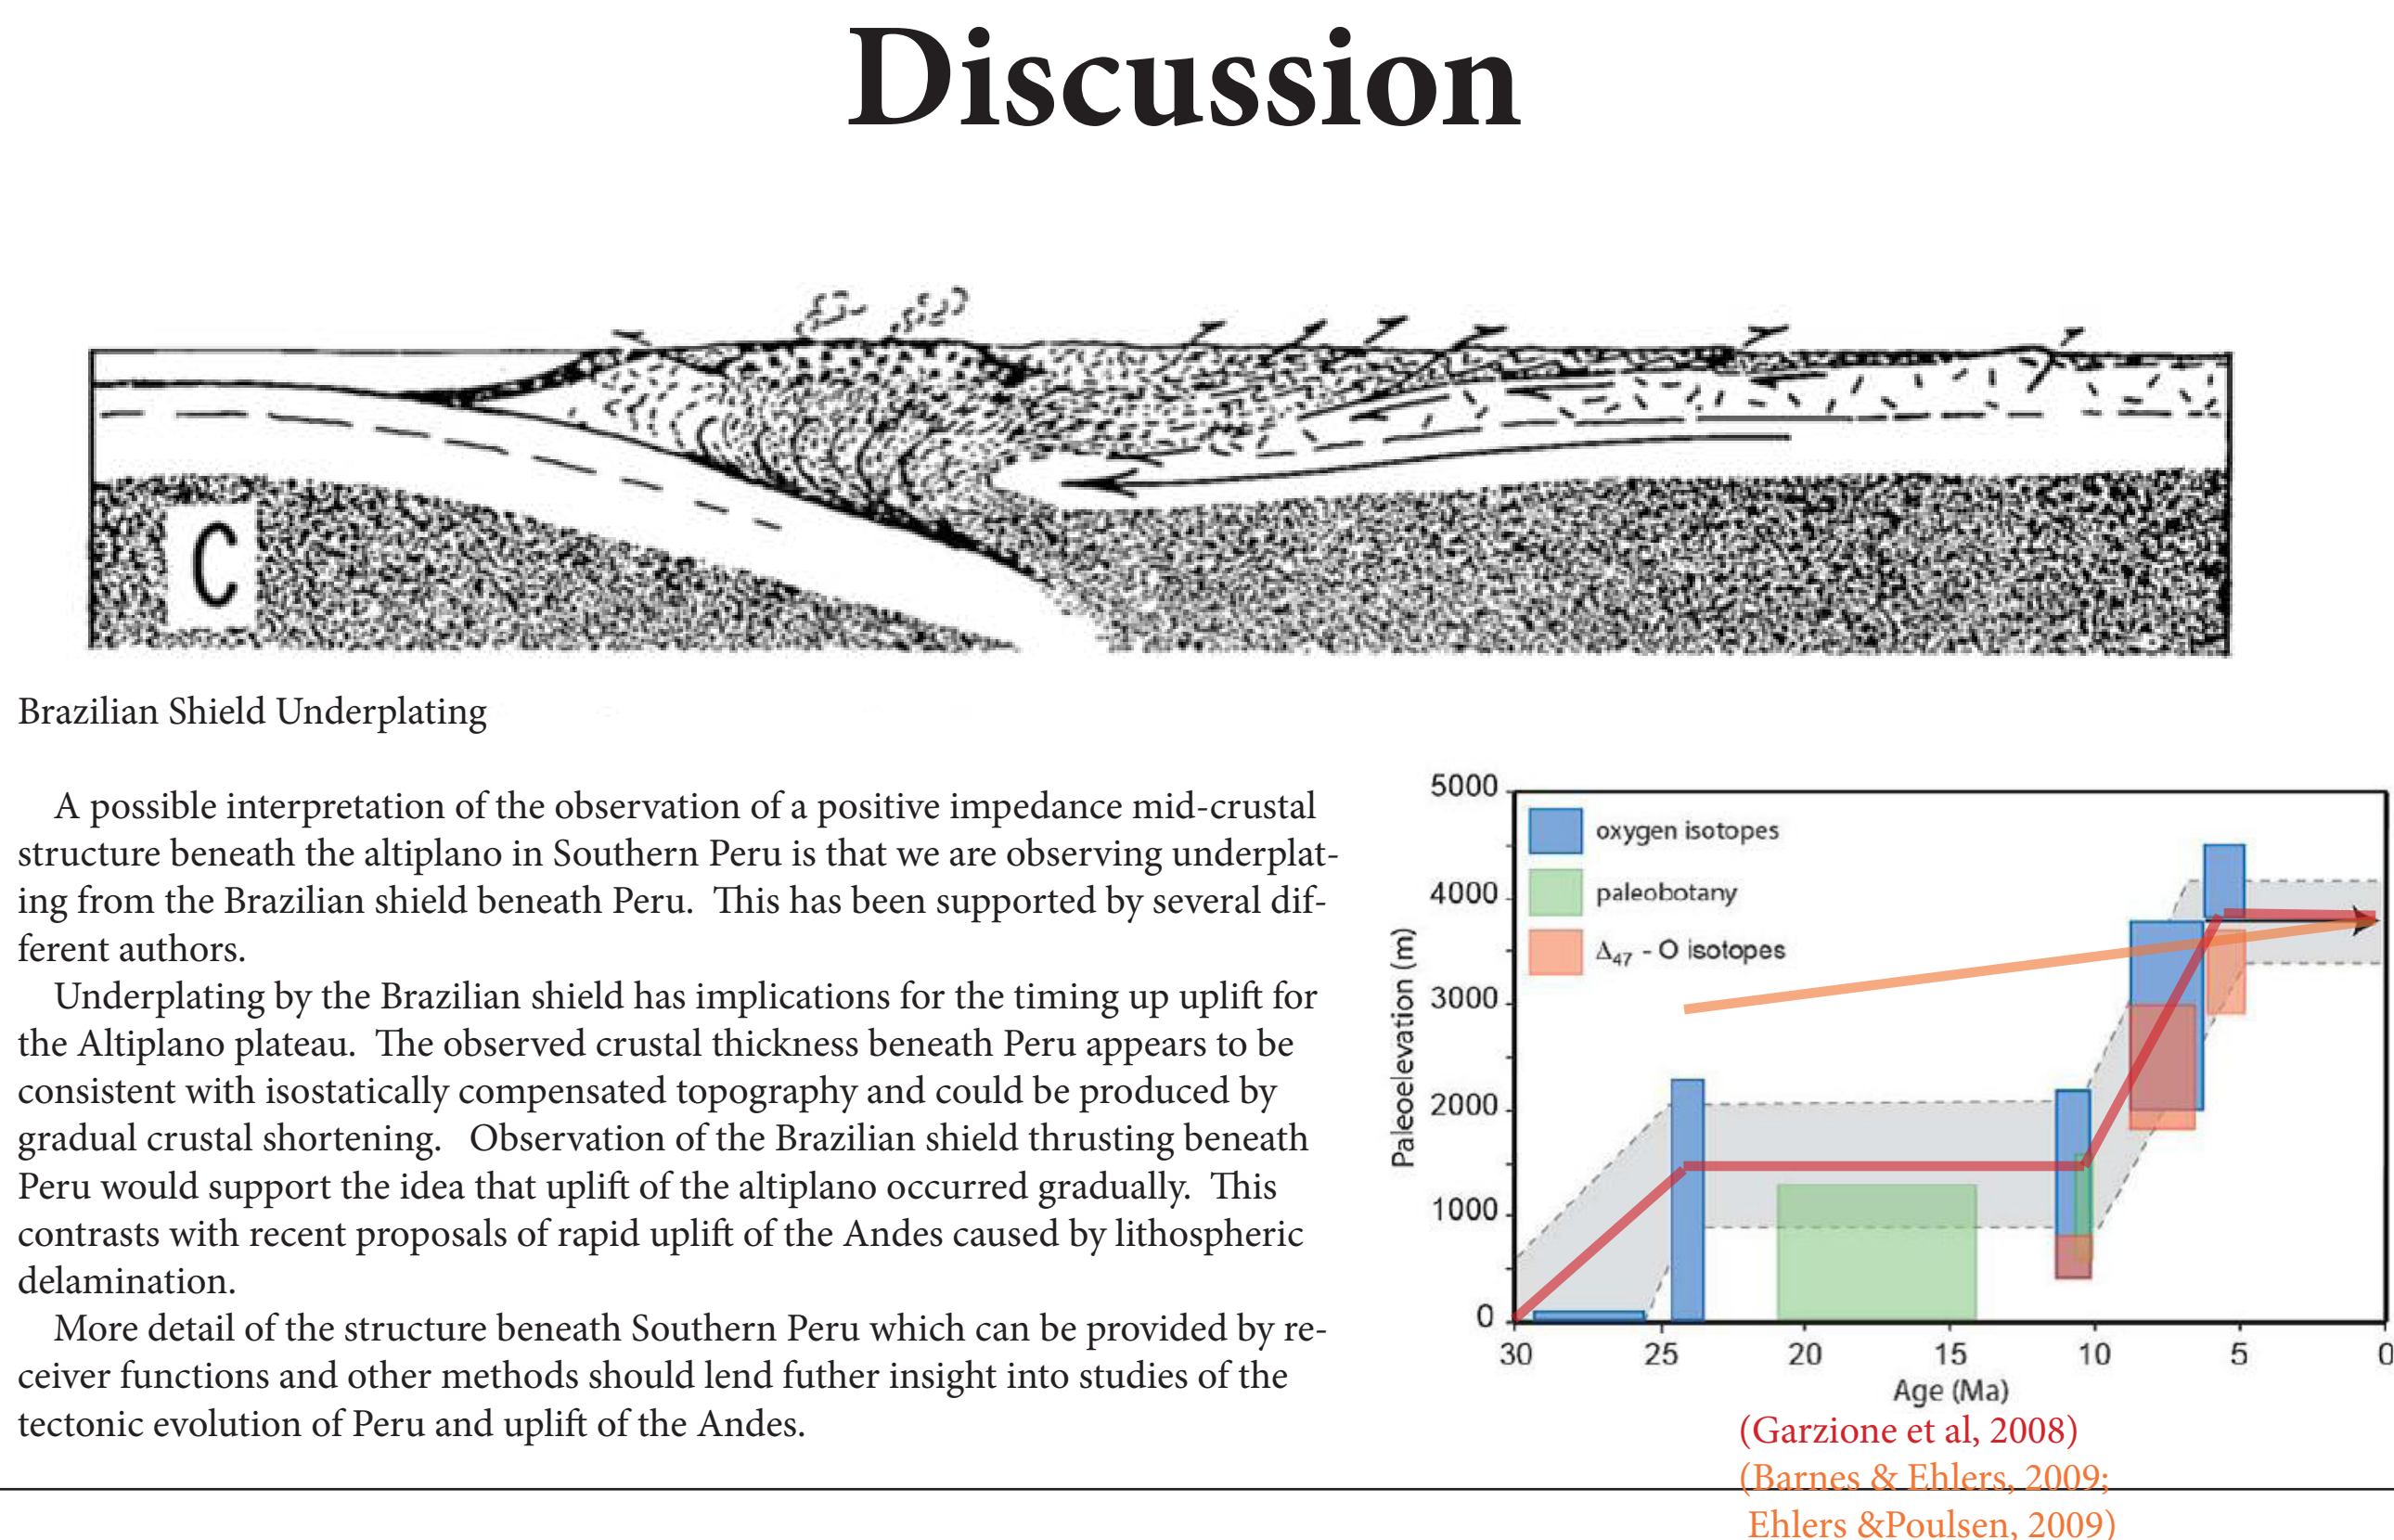 Discussion
C
Brazilian Shield Underplating
A possible interpretation of the observation of a positive impedance mid-crustal
structure beneath the altiplano in Southern Peru is that we are observing underplat-
ing from the Brazilian shield beneath Peru.  This has been supported by several dif-
ferent authors.
Underplating by the Brazilian shield has implications for the timing up uplift for
the Altiplano plateau.  The observed crustal thickness beneath Peru appears to be
consistent with isostatically compensated topography and could be produced by
gradual crustal shortening.   Observation of the Brazilian shield thrusting beneath
Peru would support the idea that uplift of the altiplano occurred gradually.  This
contrasts with recent proposals of rapid uplift of the Andes caused by lithospheric
delamination.
More detail of the structure beneath Southern Peru which can be provided by re-
ceiver functions and other methods should lend futher insight into studies of the
tectonic evolution of Peru and uplift of the Andes.
5000
4000
3000
2000
1000
0
Paleoelevation (m)
oxygen isotopes
paleobotany
Δ47 - O isotopes
30 25 20 15 10 5 0
Age (Ma)
(Garzione et al, 2008)
(Barnes & Ehlers, 2009;
Ehlers &Poulsen, 2009)